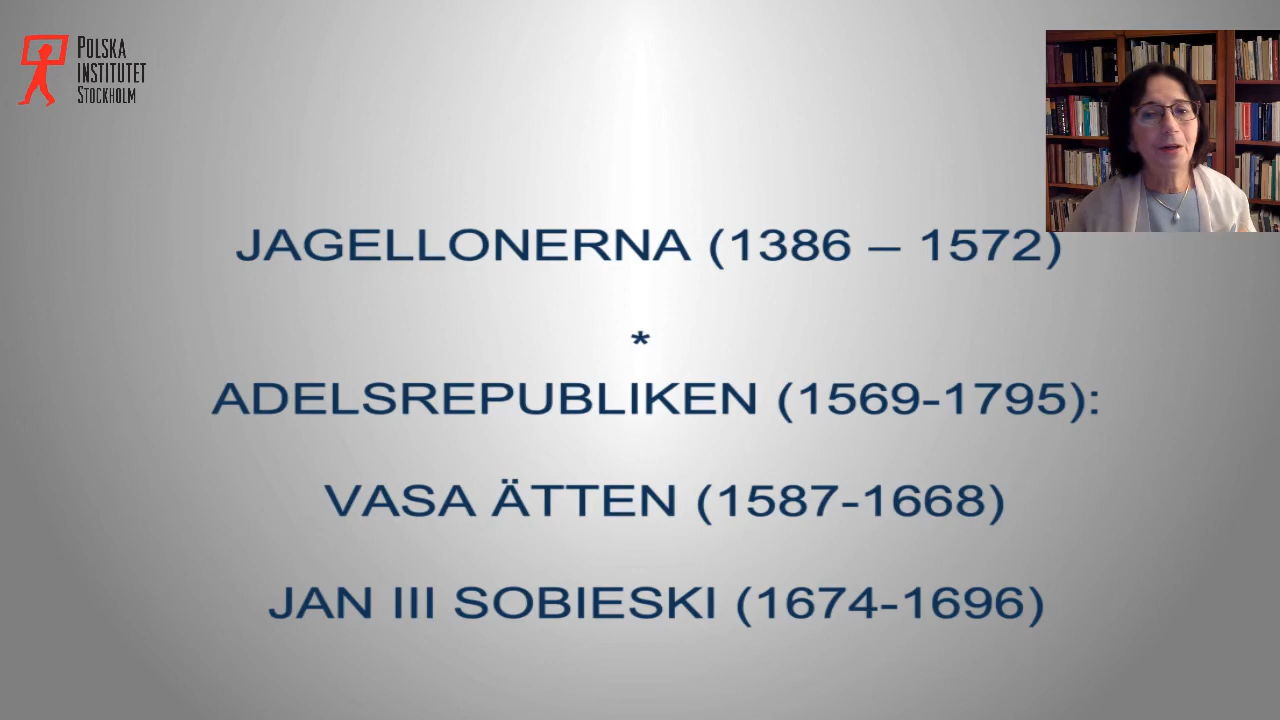 POLSKA
INSTITUTET
STOCKHOLM
JAGELLONERNA (1386 – 1572)
*
ADELSREPUBLIKEN (1569-1795):
VASA ÄTTEN (1587-1668)
JAN III SOBIESKI (1674-1696)